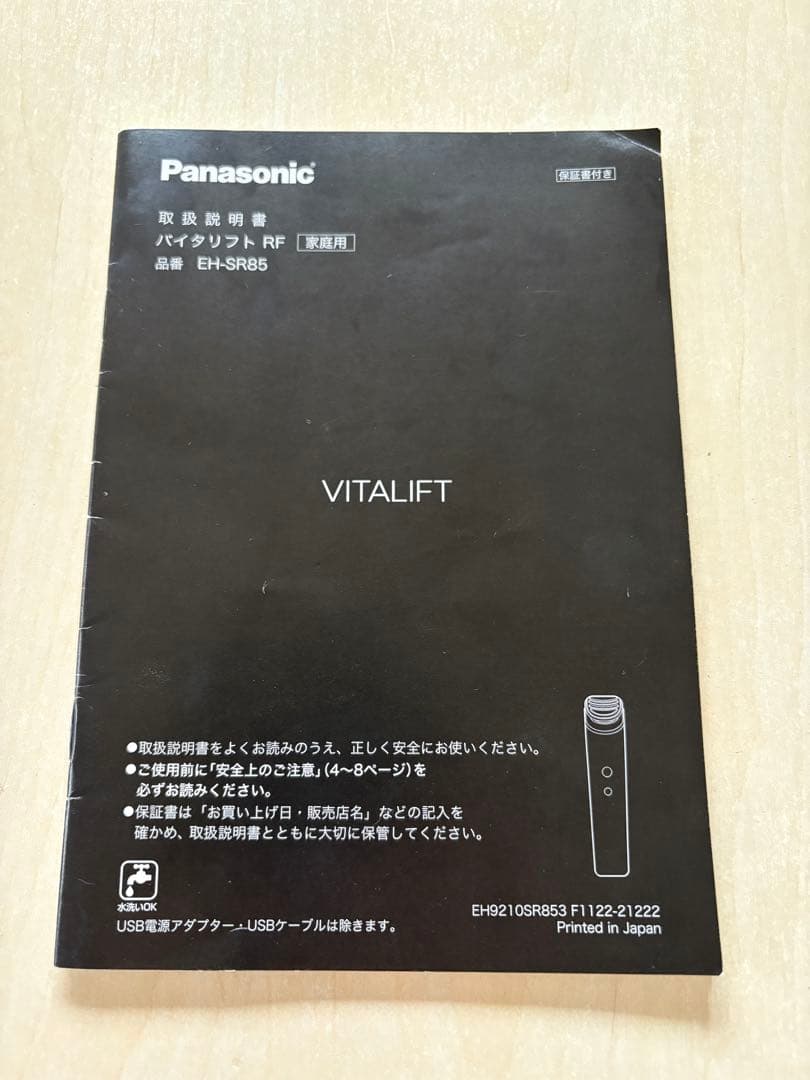 Panasonic
保証書付き
取扱説明書
バイタリフト RF 家庭用
品番 EH-SR85
VITALIFT
●取扱説明書をよくお読みのうえ、正しく安全にお使いください。
●ご使用前に「安全上のご注意」(4〜8ページ)を
必ずお読みください。
●保証書は「お買い上げ日・販売店名」などの記入を
確かめ、取扱説明書とともに大切に保管してください。
水洗いOK
USB電源アダプター・USBケーブルは除きます。
EH9210SR853 F1122-21222
Printed in Japan